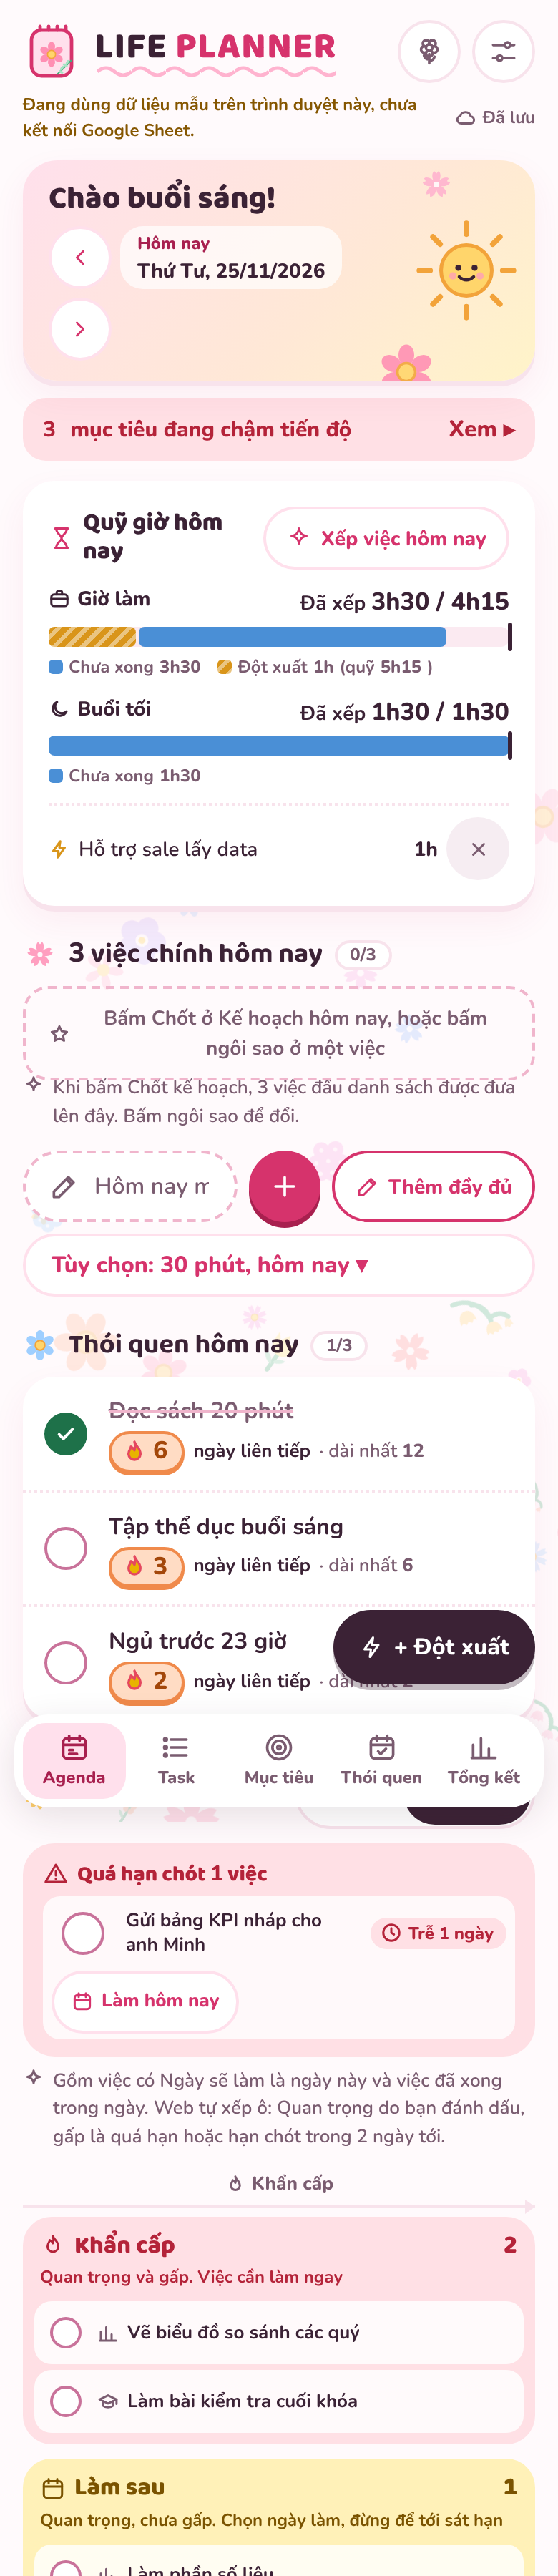 LIFE PLANNER
Đang dùng dữ liệu mẫu trên trình duyệt này, chưa
kết nối Google Sheet.
Đã lưu
Chào buổi sáng!
Hôm nay
Thứ Tư, 25/11/2026
3 mục tiêu đang chậm tiến độ
Xem ▸
Quỹ giờ hôm
nay
Xếp việc hôm nay
Giờ làm
Đã xếp 3h30 / 4h15
Chưa xong 3h30
Đột xuất 1h (quỹ 5h15 )
Buổi tối
Đã xếp 1h30 / 1h30
Chưa xong 1h30
Hỗ trợ sale lấy data
1h
3 việc chính hôm nay
0/3
Bấm Chốt ở Kế hoạch hôm nay, hoặc bấm
ngôi sao ở một việc
Khi bấm Chốt kế hoạch, 3 việc đầu danh sách được đưa
lên đây. Bấm ngôi sao để đổi.
Hôm nay m
Thêm đầy đủ
Tùy chọn: 30 phút, hôm nay ▾
Thói quen hôm nay
1/3
Đọc sách 20 phút
6 ngày liên tiếp · dài nhất 12
Tập thể dục buổi sáng
3 ngày liên tiếp · dài nhất 6
Ngủ trước 23 giờ
+ Đột xuất
2 ngày liên tiếp
Agenda
Task
Mục tiêu
Thói quen
Tổng kết
Quá hạn chót 1 việc
Gửi bảng KPI nháp cho
anh Minh
Trễ 1 ngày
Làm hôm nay
Gồm việc có Ngày sẽ làm là ngày này và việc đã xong
trong ngày. Web tự xếp ô: Quan trọng do bạn đánh dấu,
gấp là quá hạn hoặc hạn chót trong 2 ngày tới.
Khẩn cấp
Khẩn cấp
2
Quan trọng và gấp. Việc cần làm ngay
Vẽ biểu đồ so sánh các quý
Làm bài kiểm tra cuối khóa
Làm sau
1
Quan trọng, chưa gấp. Chọn ngày làm, đừng để tới sát hạn
Làm phần số liệu